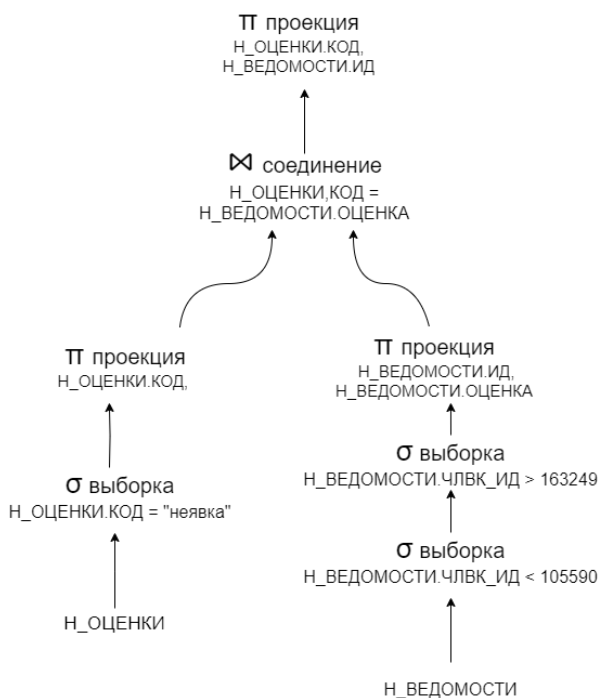 π проекция
Н_ОЦЕНКИ.КОД,
Н_ВЕДОМОСТИ.ИД
⋈ соединение
Н_ОЦЕНКИ,КОД =
Н_ВЕДОМОСТИ.ОЦЕНКА
π проекция
Н_ОЦЕНКИ.КОД,
σ выборка
Н_ОЦЕНКИ.КОД = "неявка"
Н_ОЦЕНКИ
π проекция
Н_ВЕДОМОСТИ.ИД,
Н_ВЕДОМОСТИ.ОЦЕНКА
σ выборка
Н_ВЕДОМОСТИ.ЧЛВК_ИД > 163249
σ выборка
Н_ВЕДОМОСТИ.ЧЛВК_ИД < 105590
Н_ВЕДОМОСТИ